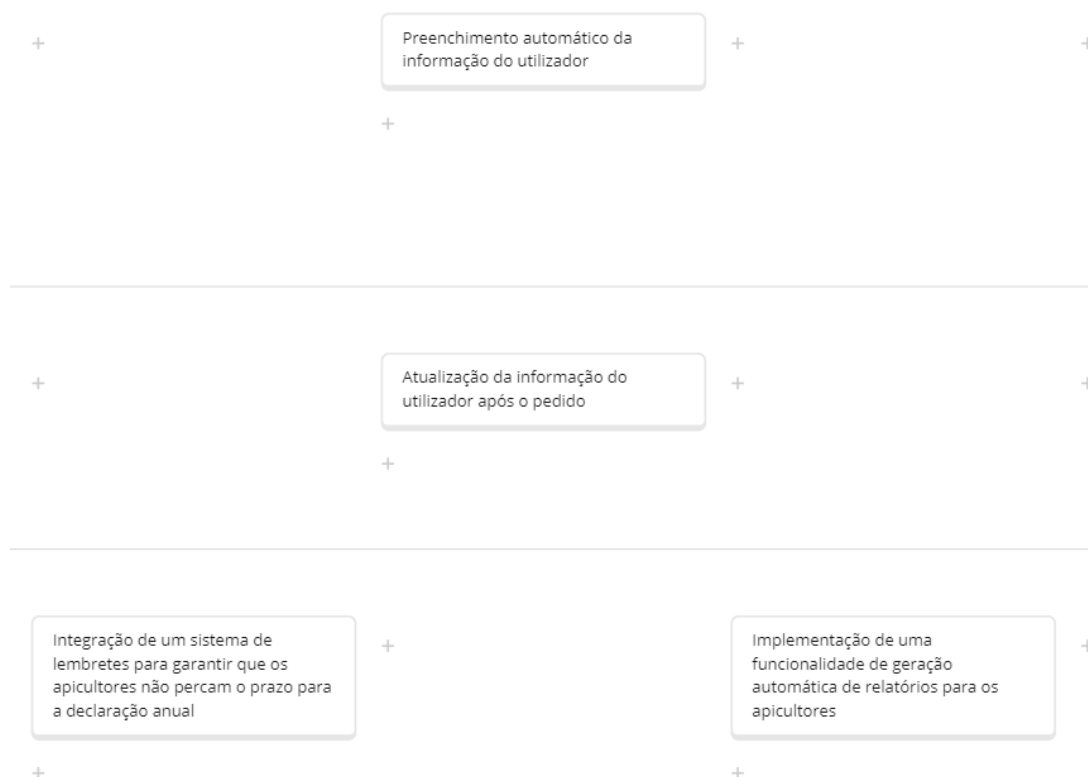 Preenchimento automático da
informação do utilizador
Atualização da informação do
utilizador após o pedido
Integração de um sistema de
lembretes para garantir que os
apicultores não percam o prazo para
a declaração anual
Implementação de uma
funcionalidade de geração
automática de relatórios para os
apicultores